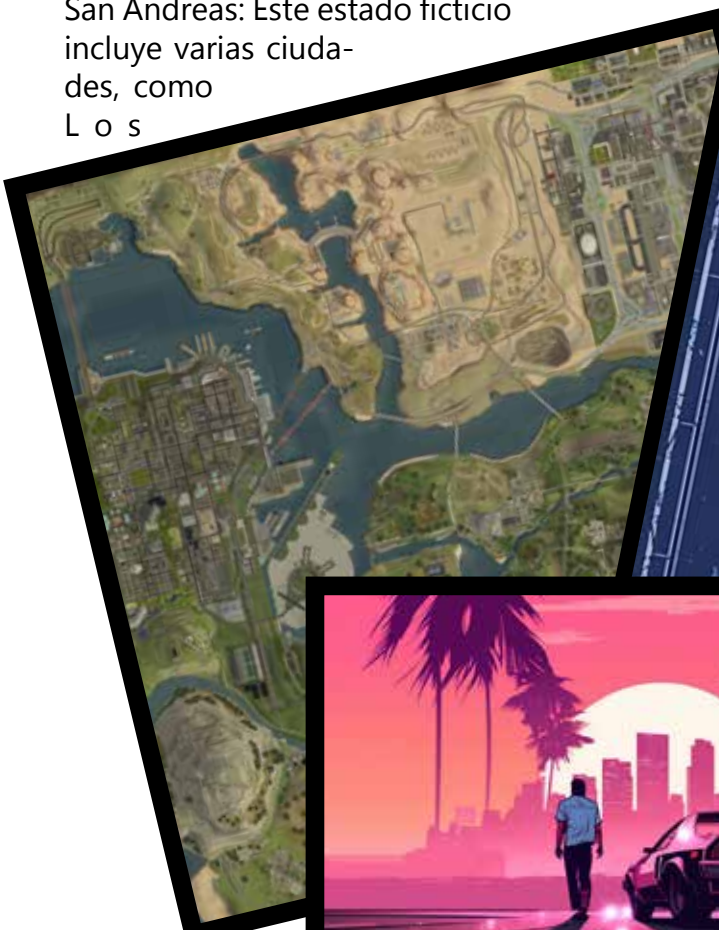 San Andreas: Este estado ficticio
incluye varias ciuda-
des, como
L o s